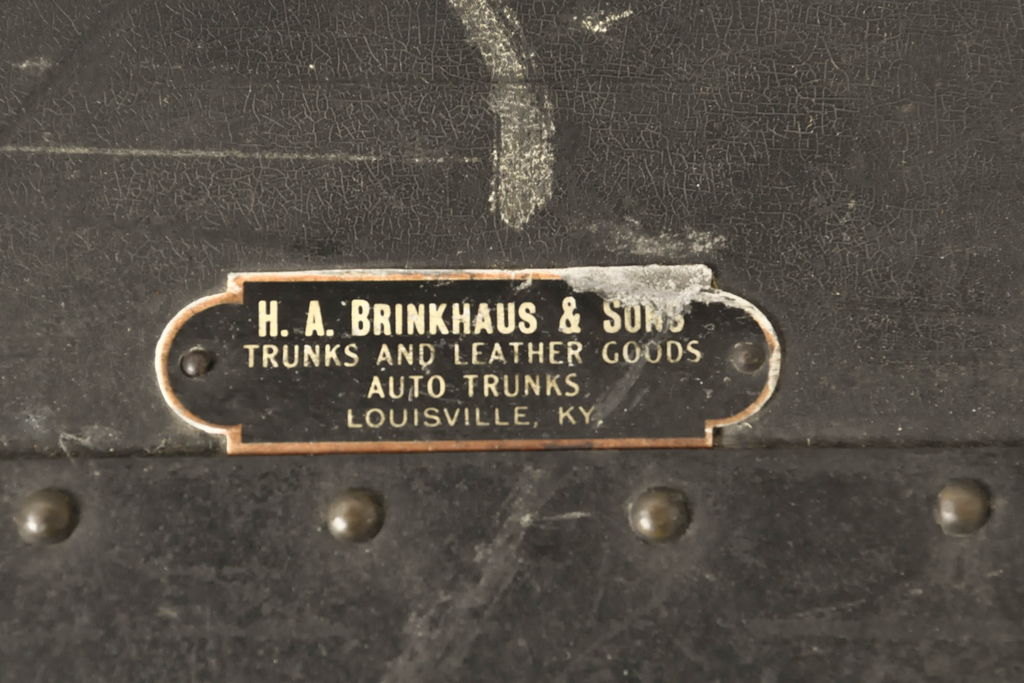 H. A. BRINKHAUS & SONS
TRUNKS AND LEATHER GOODS
AUTO TRUNKS
LOUISVILLE, KY.